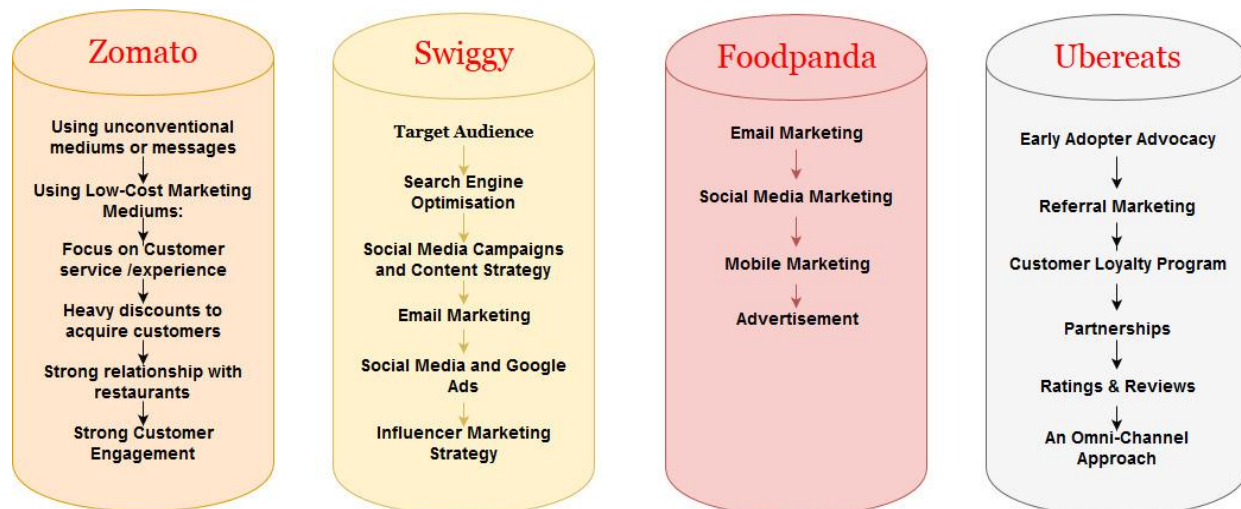 Zomato
Using unconventional
mediums or messages
Using Low-Cost Marketing
Mediums:
Focus on Customer
service /experience
Heavy discounts to
acquire customers
Strong relationship with
restaurants
Strong Customer
Engagement
Swiggy
Target Audience
Search Engine
Optimisation
Social Media Campaigns
and Content Strategy
Email Marketing
Social Media and Google
Ads
Influencer Marketing
Strategy
Foodpanda
Email Marketing
Social Media Marketing
Mobile Marketing
Advertisement
Ubereats
Early Adopter Advocacy
Referral Marketing
Customer Loyalty Program
Partnerships
Ratings & Reviews
An Omni-Channel
Approach